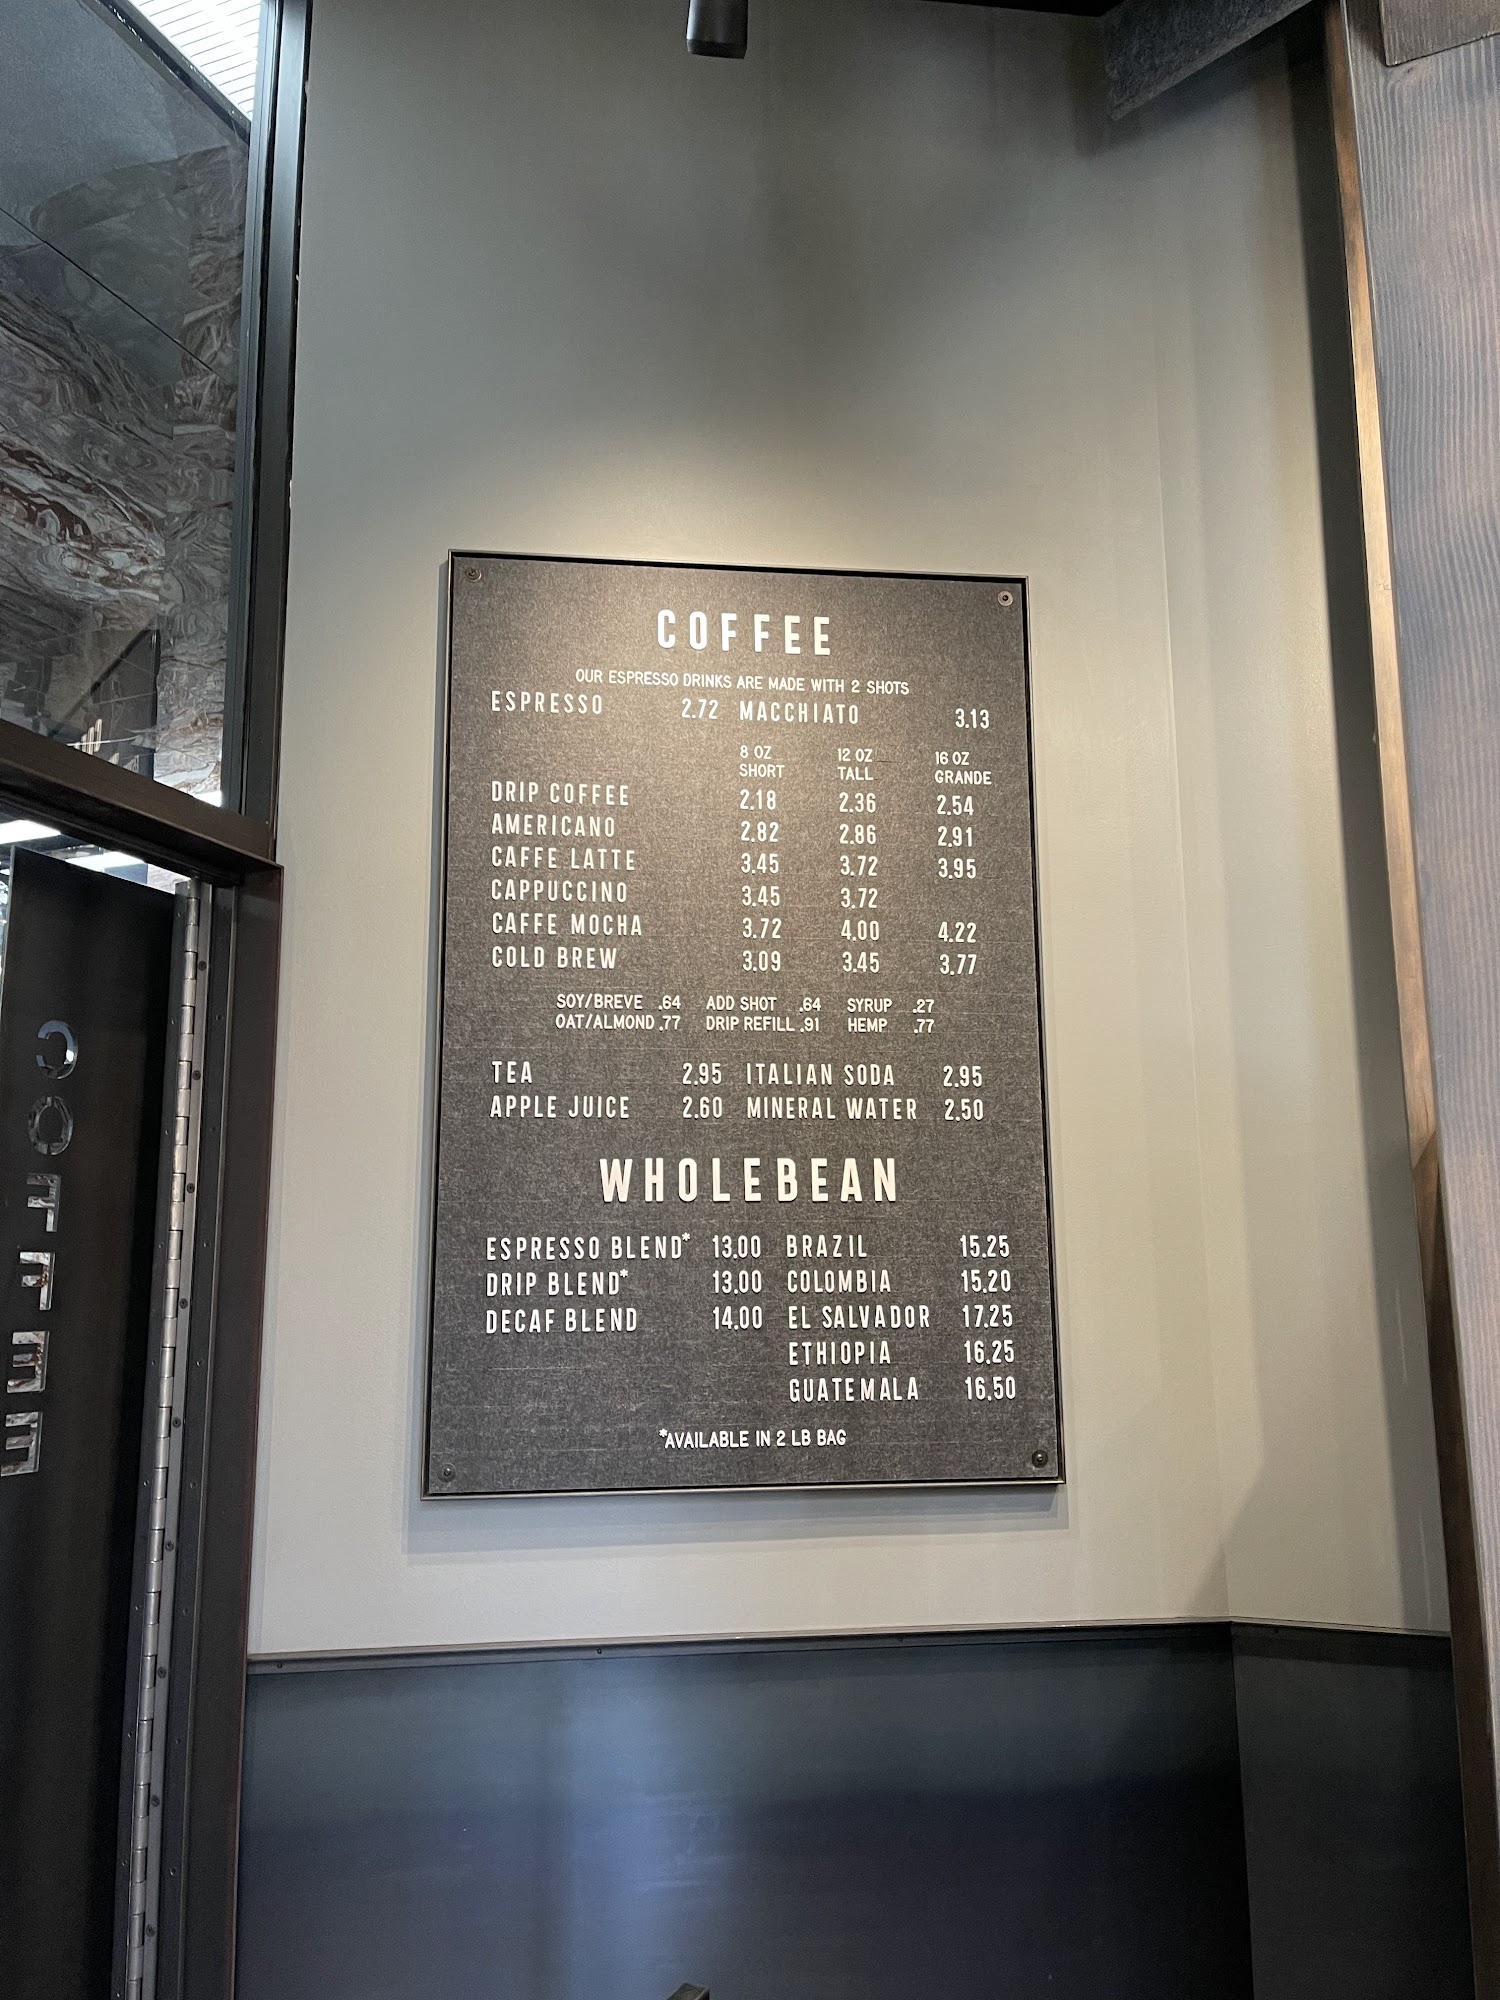 COFFEE
OUR ESPRESSO DRINKS ARE MADE WITH 2 SHOTS
ESPRESSO 2.72 MACCHIATO 3.13
8 OZ 12 OZ 16 OZ
SHORT TALL GRANDE
DRIP COFFEE 2.18 2.36 2.54
AMERICANO 2.82 2.86 2.91
CAFFE LATTE 3.45 3.72 3.95
CAPPUCCINO 3.45 3.72
CAFFE MOCHA 3.72 4.00 4.22
COLD BREW 3.09 3.45 3.77
SOY/BREVE .64 ADD SHOT .64 SYRUP .27
OAT/ALMOND .77 DRIP REFILL .91 HEMP .77
TEA 2.95 ITALIAN SODA 2.95
APPLE JUICE 2.60 MINERAL WATER 2.50
WHOLEBEAN
ESPRESSO BLEND* 13.00 BRAZIL 15.25
DRIP BLEND* 13.00 COLOMBIA 15.20
DECAF BLEND 14.00 EL SALVADOR 17.25
ETHIOPIA 16.25
GUATEMALA 16.50
*AVAILABLE IN 2 LB BAG
COFFEE